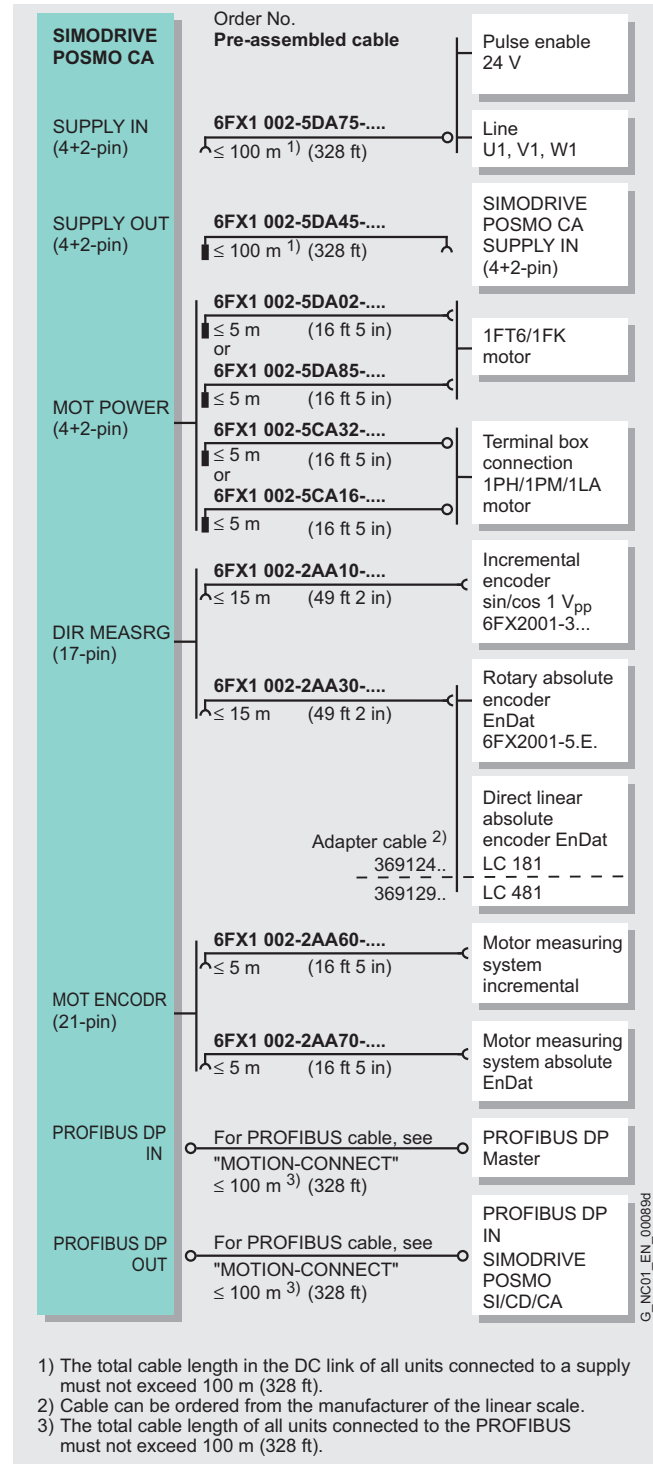 SIMODRIVE
POSMO CA
Order No.
Pre-assembled cable
Pulse enable
24 V
SUPPLY IN
(4+2-pin)
6FX1 002-5DA75-....
≤ 100 m 1) (328 ft)
Line
U1, V1, W1
SUPPLY OUT
(4+2-pin)
6FX1 002-5DA45-....
≤ 100 m 1) (328 ft)
SIMODRIVE
POSMO CA
SUPPLY IN
(4+2-pin)
MOT POWER
(4+2-pin)
6FX1 002-5DA02-....
≤ 5 m (16 ft 5 in)
or
6FX1 002-5DA85-....
≤ 5 m (16 ft 5 in)
1FT6/1FK
motor
6FX1 002-5CA32-....
≤ 5 m (16 ft 5 in)
or
6FX1 002-5CA16-....
≤ 5 m (16 ft 5 in)
Terminal box
connection
1PH/1PM/1LA
motor
DIR MEASRG
(17-pin)
6FX1 002-2AA10-....
≤ 15 m (49 ft 2 in)
Incremental
encoder
sin/cos 1 Vpp
6FX2001-3...
6FX1 002-2AA30-....
≤ 15 m (49 ft 2 in)
Rotary absolute
encoder
EnDat
6FX2001-5.E.
Adapter cable 2)
369124..
369129..
Direct linear
absolute
encoder EnDat
LC 181
LC 481
MOT ENCODR
(21-pin)
6FX1 002-2AA60-....
≤ 5 m (16 ft 5 in)
Motor measuring
system
incremental
6FX1 002-2AA70-....
≤ 5 m (16 ft 5 in)
Motor measuring
system absolute
EnDat
PROFIBUS DP
IN
For PROFIBUS cable, see
"MOTION-CONNECT"
≤ 100 m 3) (328 ft)
PROFIBUS DP
Master
PROFIBUS DP
OUT
For PROFIBUS cable, see
"MOTION-CONNECT"
≤ 100 m 3) (328 ft)
PROFIBUS DP
IN
SIMODRIVE
POSMO
SI/CD/CA
G_NC01_EN_00089d
1) The total cable length in the DC link of all units connected to a supply
must not exceed 100 m (328 ft).
2) Cable can be ordered from the manufacturer of the linear scale.
3) The total cable length of all units connected to the PROFIBUS
must not exceed 100 m (328 ft).